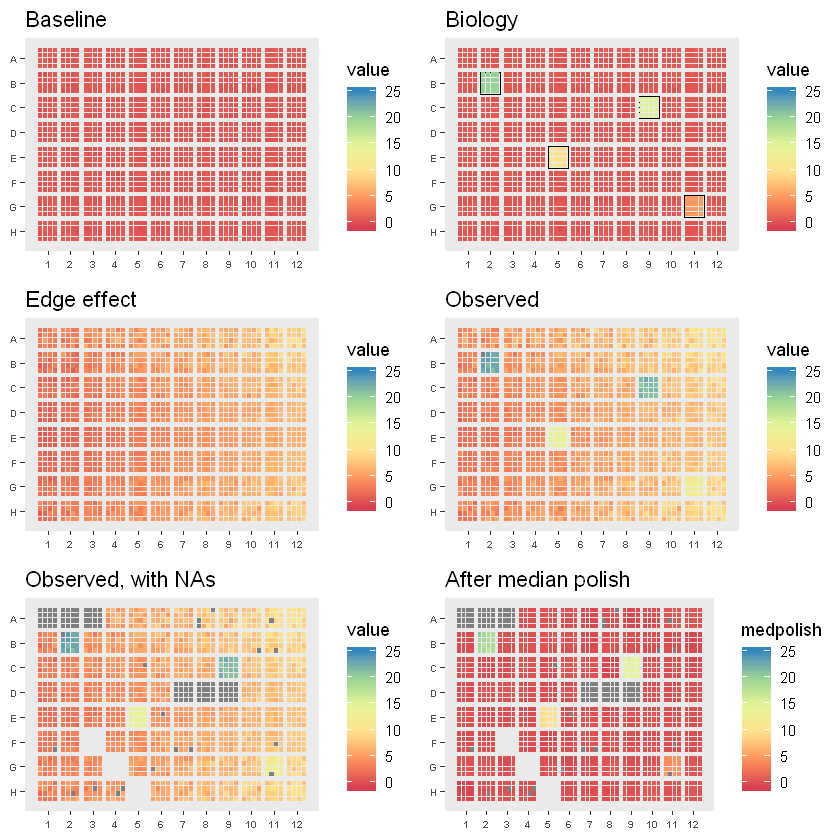 Baseline
A
B
C
D
E
F
G
H
1 2 3 4 5 6 7 8 9 10 11 12
value
25
20
15
10
5
0
Biology
A
B
C
D
E
F
G
H
1 2 3 4 5 6 7 8 9 10 11 12
value
25
20
15
10
5
0
Edge effect
A
B
C
D
E
F
G
H
1 2 3 4 5 6 7 8 9 10 11 12
value
25
20
15
10
5
0
Observed
A
B
C
D
E
F
G
H
1 2 3 4 5 6 7 8 9 10 11 12
value
25
20
15
10
5
0
Observed, with NAs
A
B
C
D
E
F
G
H
1 2 3 4 5 6 7 8 9 10 11 12
value
25
20
15
10
5
0
After median polish
A
B
C
D
E
F
G
H
1 2 3 4 5 6 7 8 9 10 11 12
medpolish
25
20
15
10
5
0